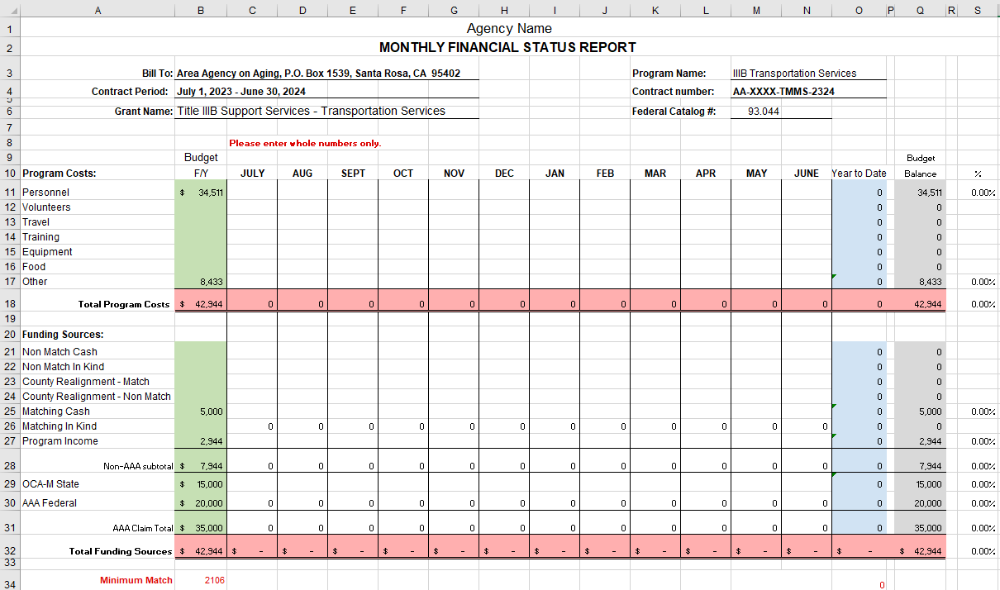 A B C D E F G H I J K L M N O P Q R S
1 Agency Name
2 MONTHLY FINANCIAL STATUS REPORT
3 Bill To: Area Agency on Aging, P.O. Box 1539, Santa Rosa, CA 95402 Program Name: IIIB Transportation Services
4 Contract Period: July 1, 2023 - June 30, 2024 Contract number: AA-XXXX-TMMS-2324
5
6 Grant Name: Title IIIB Support Services - Transportation Services Federal Catalog #: 93.044
7
8 Please enter whole numbers only.
9 Budget Budget
10 Program Costs: F/Y JULY AUG SEPT OCT NOV DEC JAN FEB MAR APR MAY JUNE Year to Date Balance %
11 Personnel $ 34,511 0 34,511 0.00%
12 Volunteers 0 0
13 Travel 0 0
14 Training 0 0
15 Equipment 0 0
16 Food 0 0
17 Other 8,433 0 8,433 0.00%
18 Total Program Costs $ 42,944 0 0 0 0 0 0 0 0 0 0 0 0 0 42,944 0.00%
19
20 Funding Sources:
21 Non Match Cash 0 0
22 Non Match In Kind 0 0
23 County Realignment - Match 0 0
24 County Realignment - Non Match 0 0
25 Matching Cash 5,000 0 5,000 0.00%
26 Matching In Kind 0 0 0 0 0 0 0 0 0 0 0 0 0 0
27 Program Income 2,944 0 2,944 0.00%
28 Non-AAA subtotal $ 7,944 0 0 0 0 0 0 0 0 0 0 0 0 0 7,944 0.00%
29 OCA-M State $ 15,000 0 15,000 0.00%
30 AAA Federal $ 20,000 0 0 0 0 0 0 0 0 0 0 0 0 0 20,000 0.00%
31 AAA Claim Total $ 35,000 0 0 0 0 0 0 0 0 0 0 0 0 0 35,000 0.00%
32 Total Funding Sources $ 42,944 $ - $ - $ - $ - $ - $ - $ - $ - $ - $ - $ - $ - $ - $ 42,944 0.00%
33
34 Minimum Match 2106 0